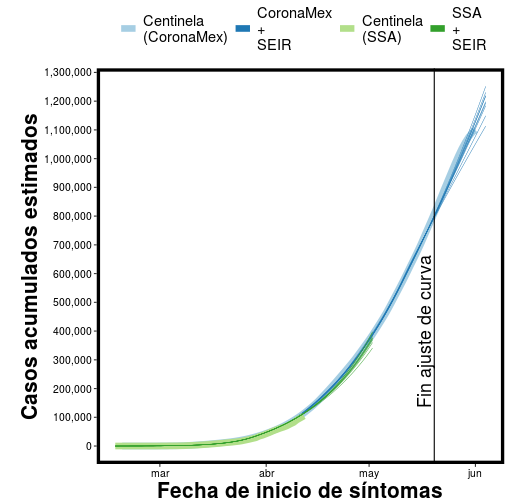 Centinela
(CoronaMex)
CoronaMex
+
SEIR
Centinela
(SSA)
SSA
+
SEIR
Casos acumulados estimados
1,300,000
1,200,000
1,100,000
1,000,000
900,000
800,000
700,000
600,000
500,000
400,000
300,000
200,000
100,000
0
Fin ajuste de curva
mar
abr
may
jun
Fecha de inicio de síntomas